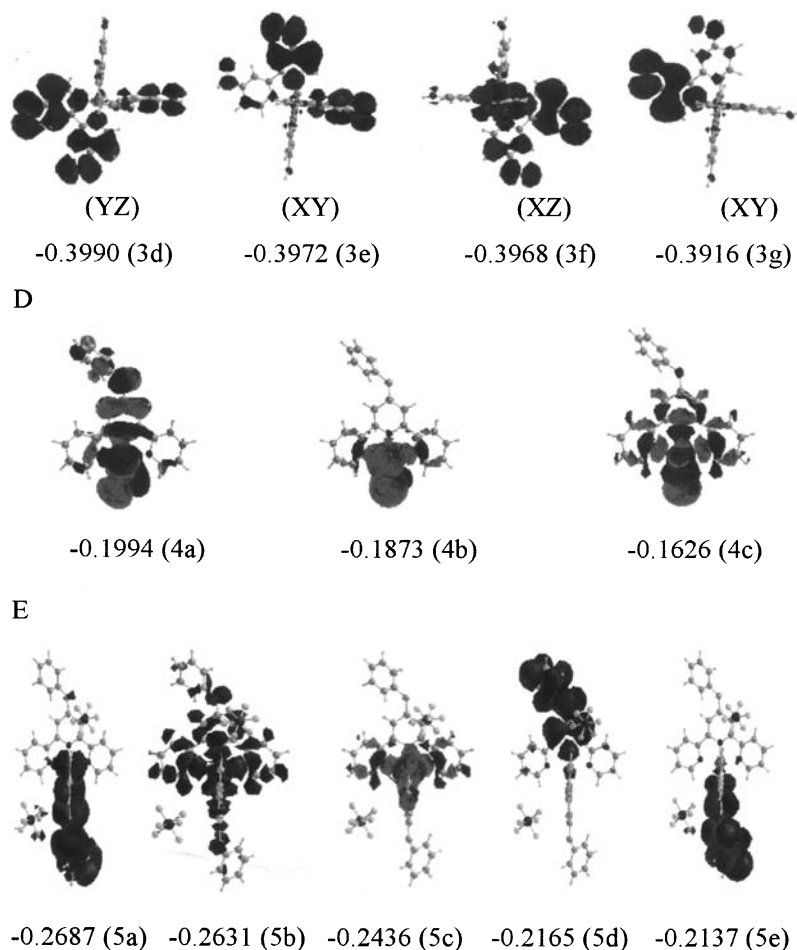 (YZ) (XY) (XZ) (XY)
-0.3990 (3d) -0.3972 (3e) -0.3968 (3f) -0.3916 (3g)
D
-0.1994 (4a) -0.1873 (4b) -0.1626 (4c)
E
-0.2687 (5a) -0.2631 (5b) -0.2436 (5c) -0.2165 (5d) -0.2137 (5e)